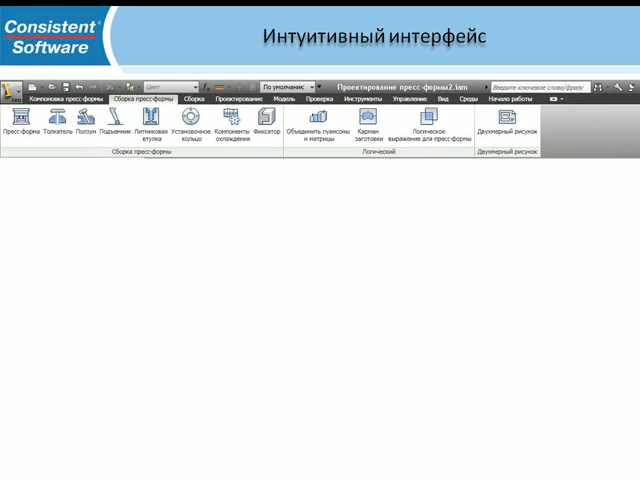 Consistent
Software
Интуитивный интерфейс
PRO
Цвет
По умолчанию
Проектирование пресс-формы2.iam
Введите ключевое слово/фразу
Компоновка пресс-формы Сборка пресс-формы Сборка Проектирование Модель Проверка Инструменты Управление Вид Среды Начало работы
Пресс-форма Толкатель Ползун Подъемник Литниковая втулка Установочное кольцо Компоненты охлаждения Фиксатор Объединить пуансоны и матрицы Карман заготовки Логическое выражение для пресс-формы Двухмерный рисунок
Сборка пресс-формы Логический Двухмерный рисунок